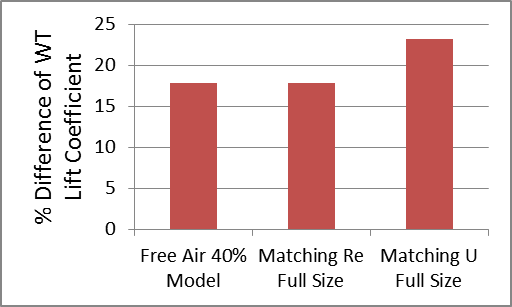 % Difference of WT
Lift Coefficient
25
20
15
10
5
0
Free Air 40%
Model
Matching Re
Full Size
Matching U
Full Size